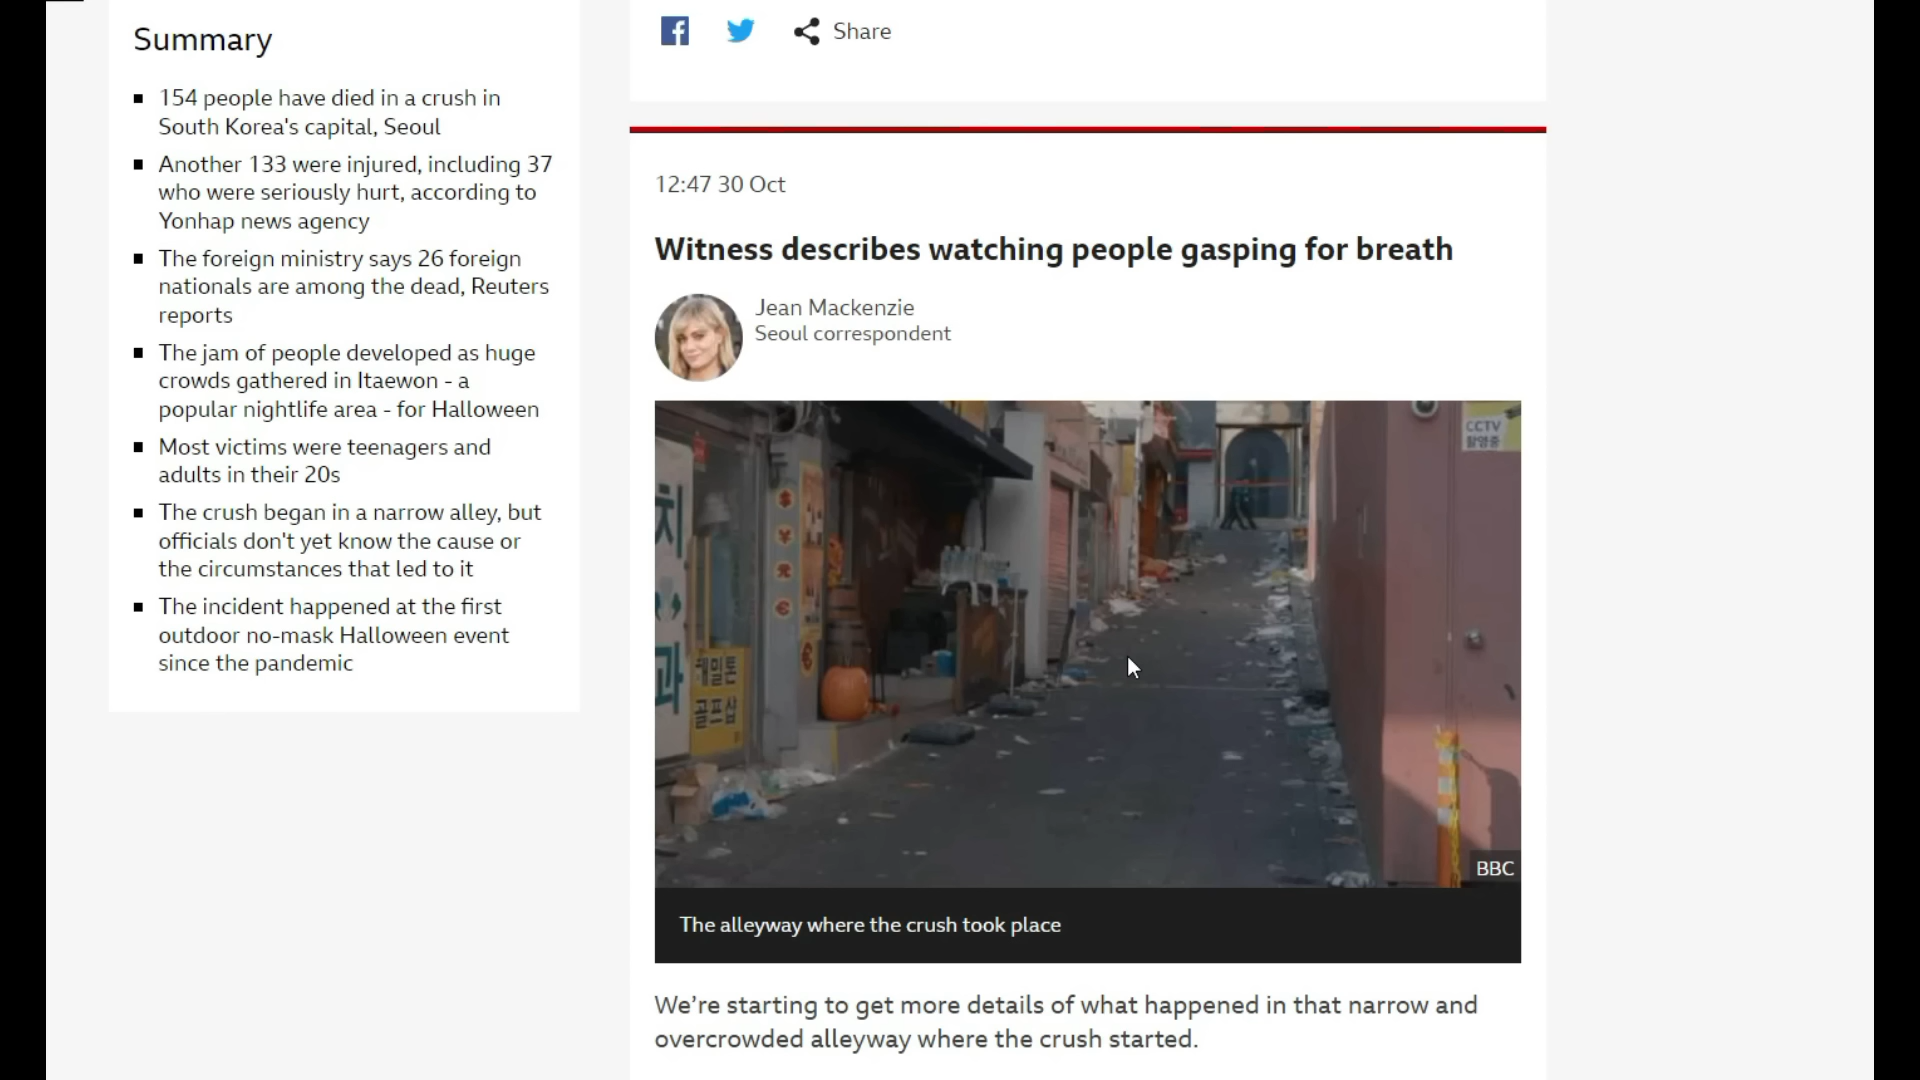 Summary
154 people have died in a crush in
South Korea's capital, Seoul
Another 133 were injured, including 37
who were seriously hurt, according to
Yonhap news agency
The foreign ministry says 26 foreign
nationals are among the dead, Reuters
reports
The jam of people developed as huge
crowds gathered in Itaewon - a
popular nightlife area - for Halloween
Most victims were teenagers and
adults in their 20s
The crush began in a narrow alley, but
officials don't yet know the cause or
the circumstances that led to it
The incident happened at the first
outdoor no-mask Halloween event
since the pandemic
Share
12:47 30 Oct
Witness describes watching people gasping for breath
Jean Mackenzie
Seoul correspondent
CCTV
치
과
BBC
The alleyway where the crush took place
We’re starting to get more details of what happened in that narrow and
overcrowded alleyway where the crush started.